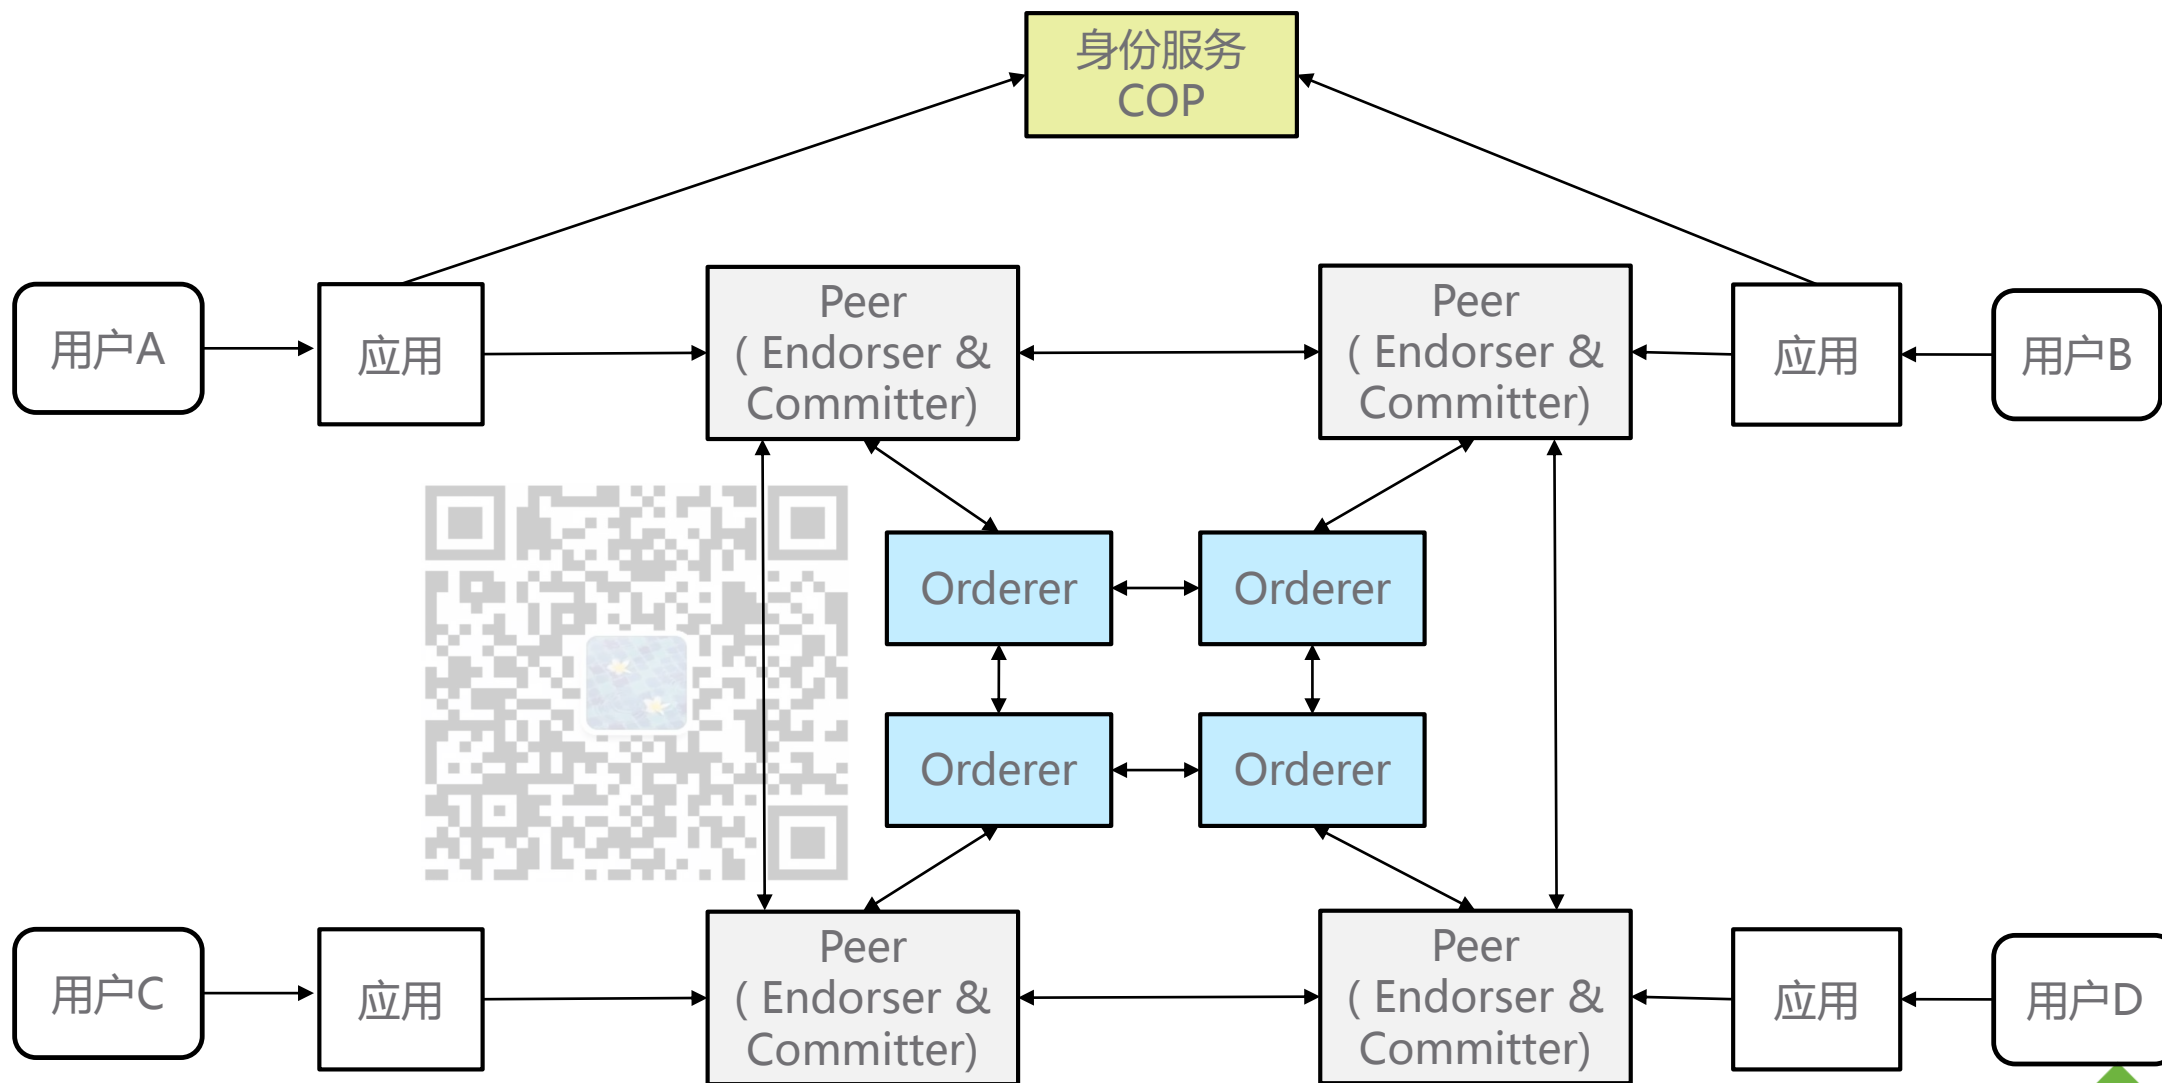 身份服务
COP
用户A
应用
Peer
( Endorser &
Committer)
Peer
( Endorser &
Committer)
应用
用户B
Orderer
Orderer
Orderer
Orderer
用户C
应用
Peer
( Endorser &
Committer)
Peer
( Endorser &
Committer)
应用
用户D